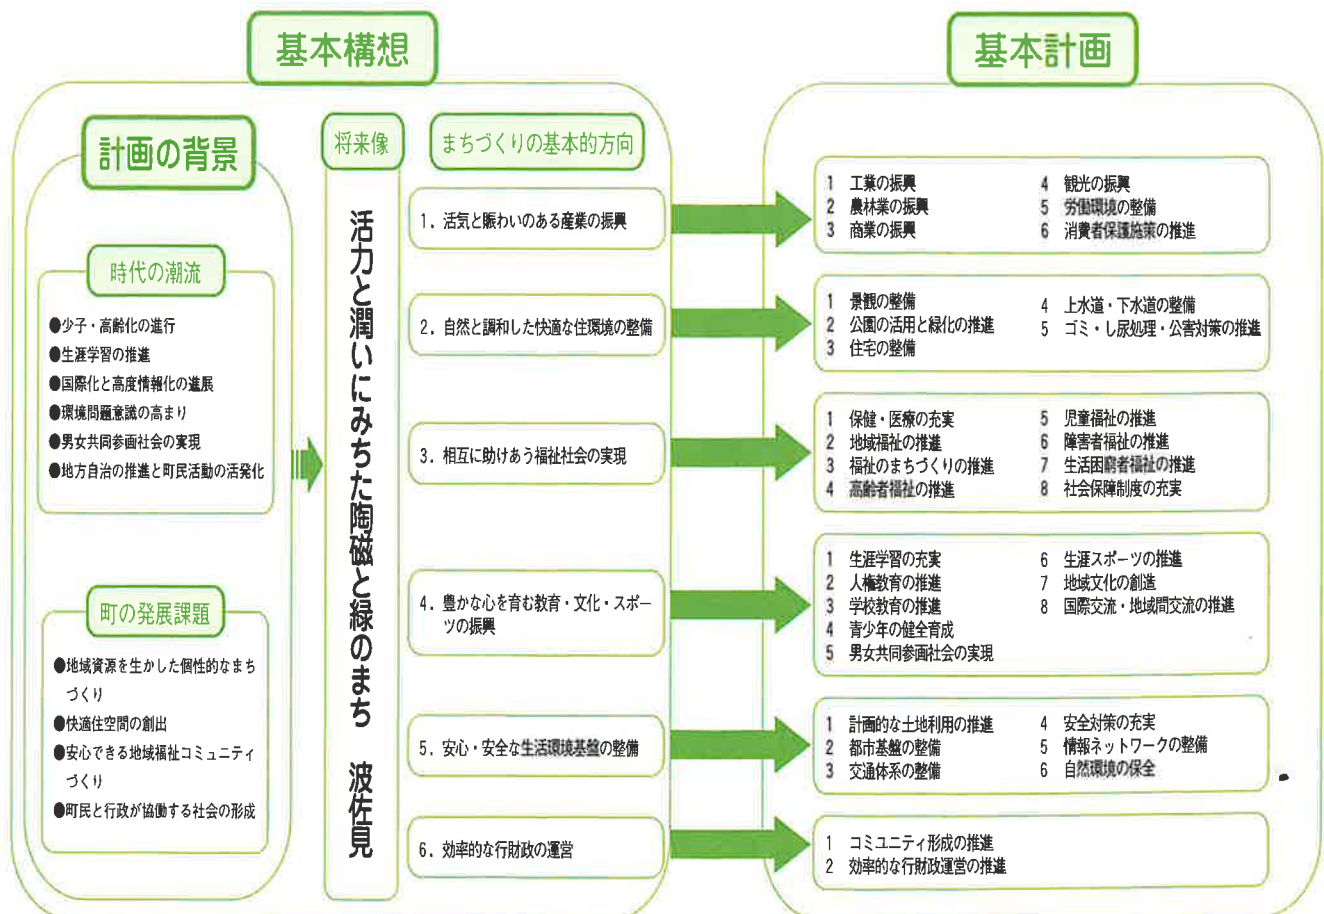 基本構想
計画の背景
時代の潮流
●少子・高齢化の進行
●生涯学習の推進
●国際化と高度情報化の進展
●環境問題意識の高まり
●男女共同参画社会の実現
●地方自治の推進と町民活動の活発化
町の発展課題
●地域資源を生かした個性的なまち
づくり
●快適住空間の創出
●安心できる地域福祉コミュニティ
づくり
●町民と行政が協働する社会の形成
将来像
活力と潤いにみちた陶磁と緑のまち 波佐見
まちづくりの基本的方向
1.活気と賑わいのある産業の振興
2.自然と調和した快適な住環境の整備
3.相互に助けあう福祉社会の実現
4.豊かな心を育む教育・文化・スポー
ツの振興
5.安心・安全な生活環境基盤の整備
6.効率的な行財政の運営
基本計画
1 工業の振興
2 農林業の振興
3 商業の振興
4 観光の振興
5 労働環境の整備
6 消費者保護施策の推進
1 景観の整備
2 公園の活用と緑化の推進
3 住宅の整備
4 上水道・下水道の整備
5 ゴミ・し尿処理・公害対策の推進
1 保健・医療の充実
2 地域福祉の推進
3 福祉のまちづくりの推進
4 高齢者福祉の推進
5 児童福祉の推進
6 障害者福祉の推進
7 生活困窮者福祉の推進
8 社会保障制度の充実
1 生涯学習の充実
2 人権教育の推進
3 学校教育の推進
4 青少年の健全育成
5 男女共同参画社会の実現
6 生涯スポーツの推進
7 地域文化の創造
8 国際交流・地域間交流の推進
1 計画的な土地利用の推進
2 都市基盤の整備
3 交通体系の整備
4 安全対策の充実
5 情報ネットワークの整備
6 自然環境の保全
1 コミユニティ形成の推進
2 効率的な行財政運営の推進